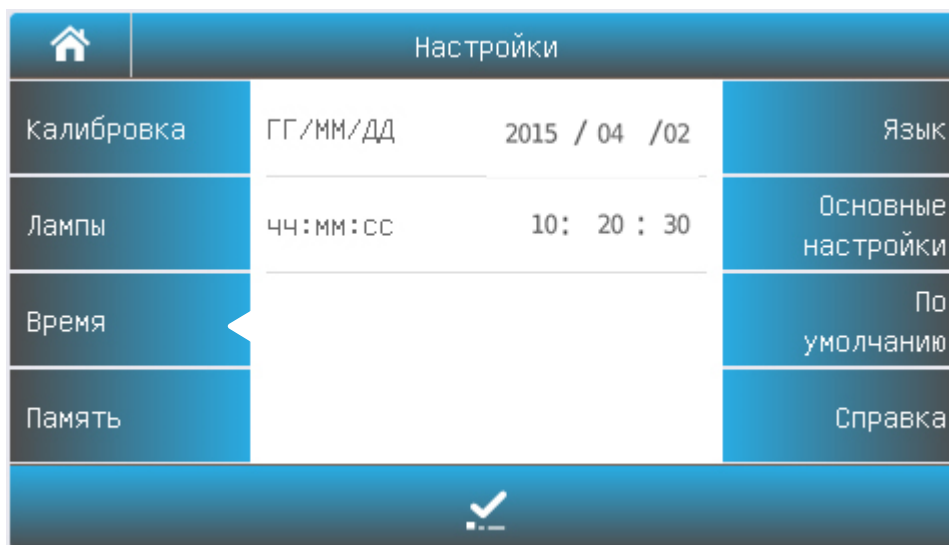 Настройки
Калибровка
ГГ/ММ/ДД 2015 / 04 /02
Язык
Лампы
чч:мм:сс 10: 20 : 30
Основные
настройки
Время
По
умолчанию
Память
Справка